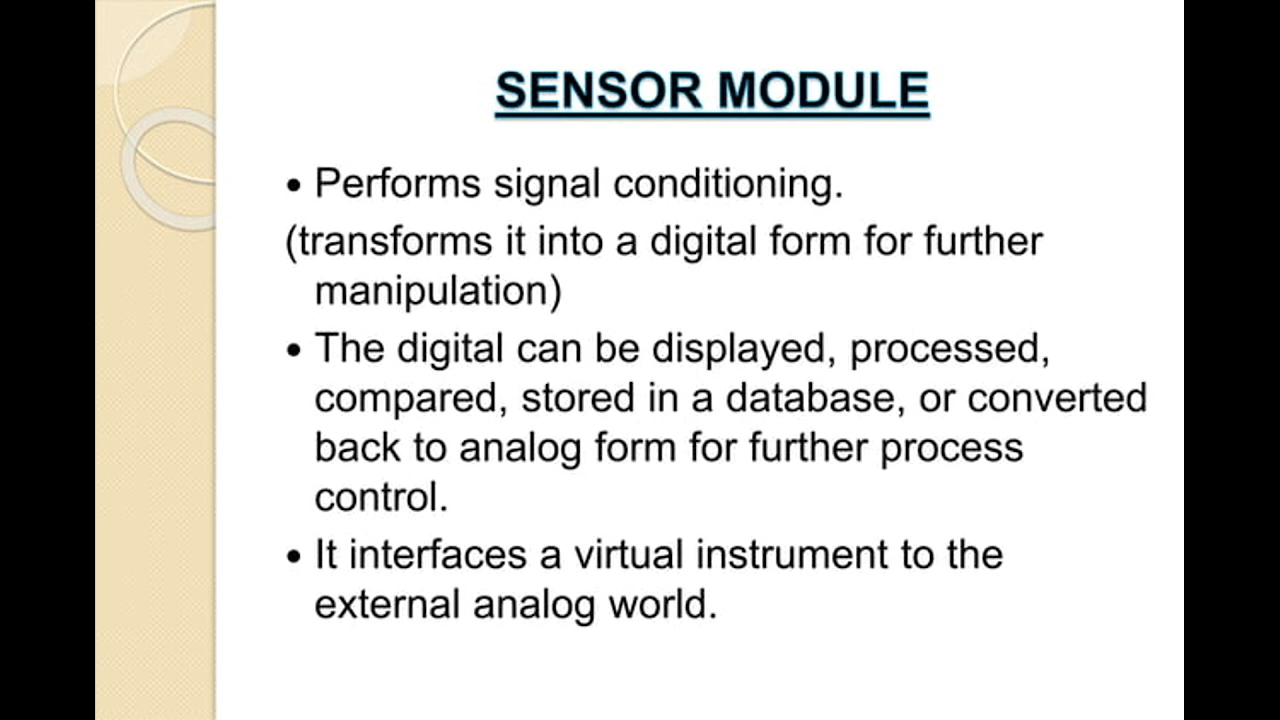 SENSOR MODULE
• Performs signal conditioning.
(transforms it into a digital form for further
manipulation)
• The digital can be displayed, processed,
compared, stored in a database, or converted
back to analog form for further process
control.
• It interfaces a virtual instrument to the
external analog world.